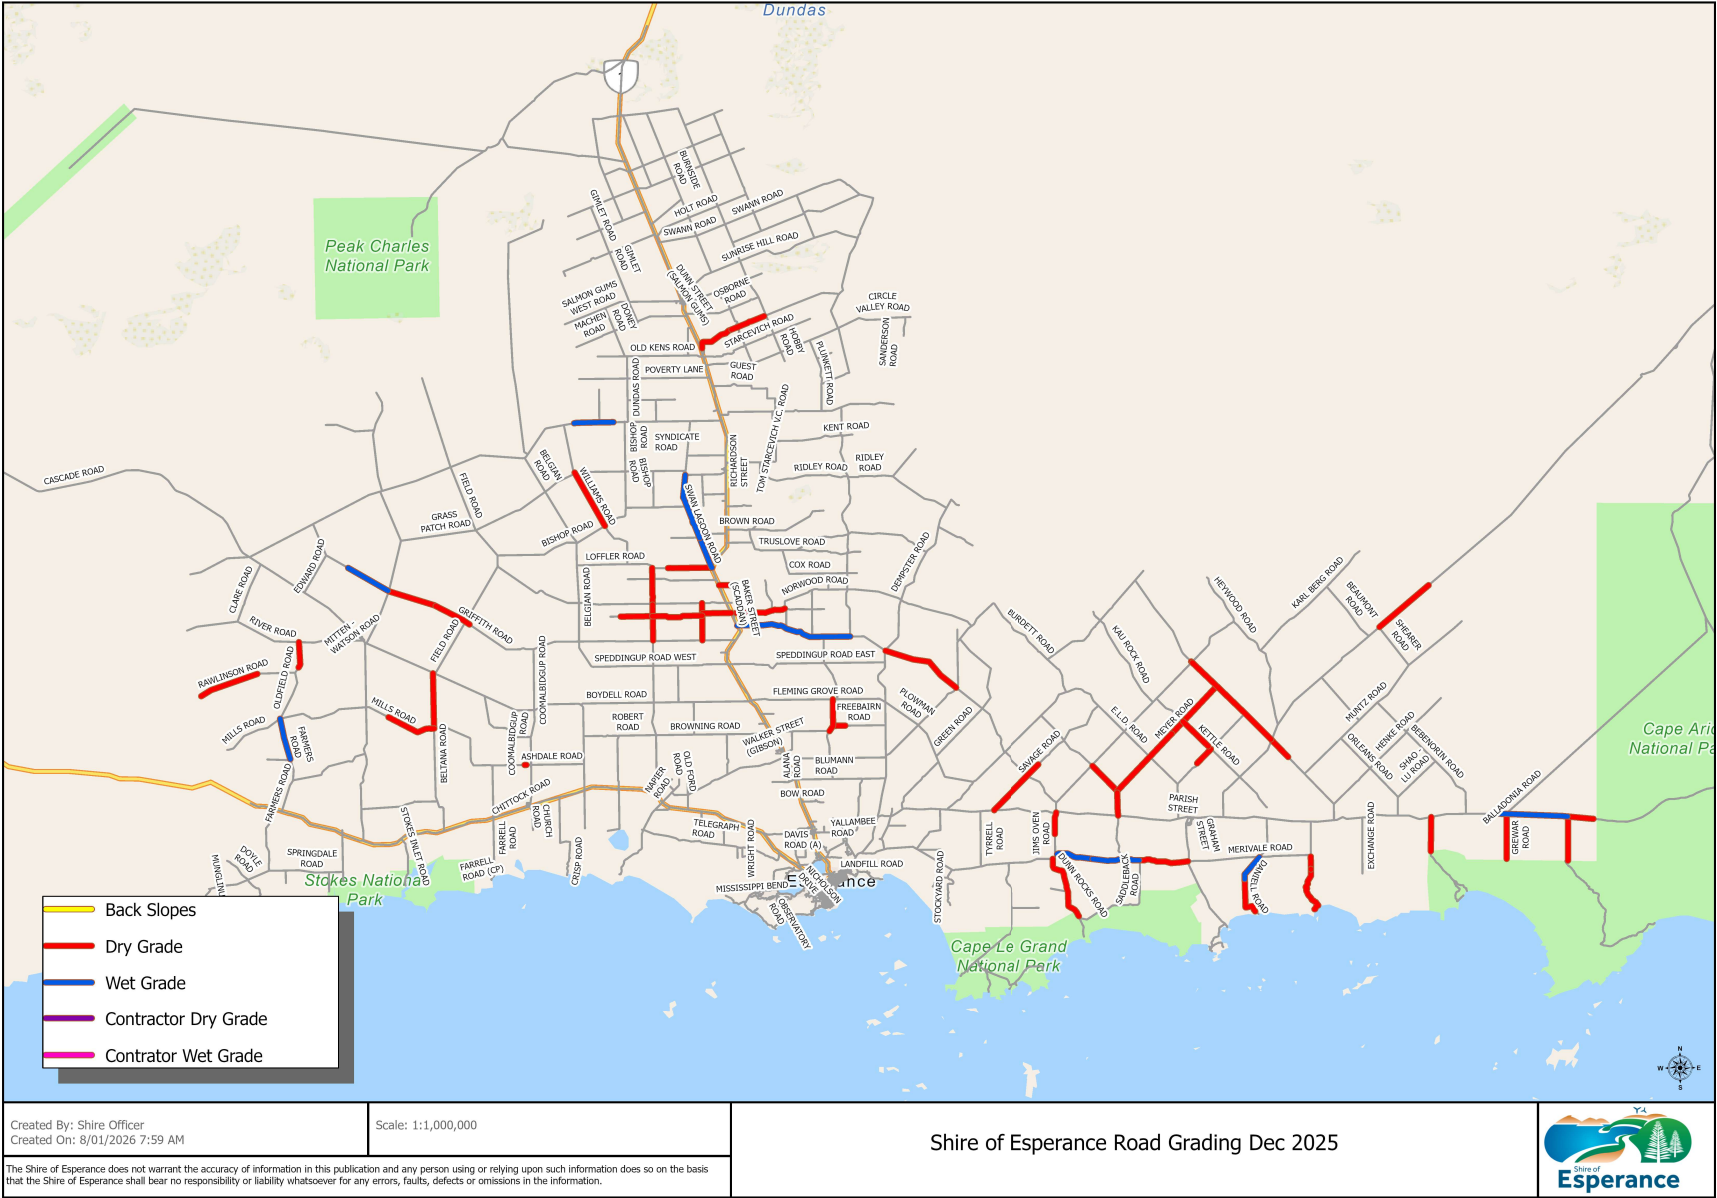 Dundas
1
Peak Charles
National Park
BURNSIDE
ROAD
GIMLET ROAD
HOLT ROAD
SWANN ROAD
SWANN ROAD
GIMLET
ROAD
SUNRISE HILL ROAD
DUNN STREET
(SALMON GUMS)
OSBORNE
ROAD
SALMON GUMS
WEST ROAD
DONEY
ROAD
MACHEN
ROAD
CIRCLE
VALLEY ROAD
SANDERSON
ROAD
STARCEVICH ROAD
HOBBY
ROAD
PLUNKETT ROAD
OLD KENS ROAD
POVERTY LANE
GUEST
ROAD
DUNDAS ROAD
TOM STARCEVICH V.C. ROAD
BISHOP
ROAD
SYNDICATE
ROAD
RICHARDSON
STREET
KENT ROAD
RIDLEY ROAD
RIDLEY
ROAD
BISHOP
ROAD
BELGIAN
ROAD
WILLIAMS ROAD
CASCADE ROAD
FIELD ROAD
GRASS
PATCH ROAD
BISHOP ROAD
SWAN LAGOON ROAD
BROWN ROAD
TRUSLOVE ROAD
COX ROAD
NORWOOD ROAD
DEMPSTER ROAD
LOFFLER ROAD
BELGIAN ROAD
BAKER STREET
(SCADDAN)
EDWARD ROAD
CLARE ROAD
RIVER ROAD
MITTEN -
WATSON ROAD
GRIFFITH ROAD
FIELD ROAD
COOMALBIDGUP ROAD
SPEDDINGUP ROAD WEST
SPEDDINGUP ROAD EAST
BURDETT ROAD
KAU ROCK ROAD
HEYWOOD ROAD
KARL BERG ROAD
BEAUMONT
ROAD
SHEARER
ROAD
RAWLINSON ROAD
OLDFIELD ROAD
MILLS ROAD
MILLS ROAD
FARMERS
ROAD
FARMERS ROAD
BELTANA ROAD
COOMALBIDGUP
ROAD
BOYDELL ROAD
ROBERT
ROAD
BROWNING ROAD
FLEMING GROVE ROAD
FREEBAIRN
ROAD
PLOWMAN
ROAD
GREEN ROAD
WALKER STREET
(GIBSON)
ASHDALE ROAD
OLD FORD
ROAD
NAPIER
ROAD
ALANA
ROAD
BLUMANN
ROAD
BOW ROAD
SAVAGE ROAD
E.L.D. ROAD
MEYER ROAD
KETTLE ROAD
MUNTZ ROAD
HENKE ROAD
ORLEANS ROAD
SHAO -
LU ROAD
BEBENORIN ROAD
BALLADONIA ROAD
Cape Arid
National Pa
CHITTOCK ROAD
CHURCH
ROAD
FARRELL
ROAD
FARRELL
ROAD (CP)
STOKES INLET ROAD
CRISP ROAD
TELEGRAPH
ROAD
WRIGHT ROAD
DAVIS
ROAD (A)
YALLAMBEE
ROAD
LANDFILL ROAD
STOCKYARD ROAD
TYRRELL
ROAD
JIMS OVEN
ROAD
PARISH
STREET
GRAHAM
STREET
MERIVALE ROAD
EXCHANGE ROAD
GREWAR
ROAD
DUNN ROCKS ROAD
SADDLEBACK
ROAD
DANIELL ROAD
DOYLE
ROAD
SPRINGDALE
ROAD
Stokes National
Park
MISSISSIPPI BEND
NICHOLSON
DRIVE
OBSERVATORY
ROAD
Cape Le Grand
National Park
Back Slopes
Dry Grade
Wet Grade
Contractor Dry Grade
Contrator Wet Grade
N
W E
S
Created By: Shire Officer
Created On: 8/01/2026 7:59 AM
Scale: 1:1,000,000
The Shire of Esperance does not warrant the accuracy of information in this publication and any person using or relying upon such information does so on the basis
that the Shire of Esperance shall bear no responsibility or liability whatsoever for any errors, faults, defects or omissions in the information.
Shire of Esperance Road Grading Dec 2025
Shire of
Esperance